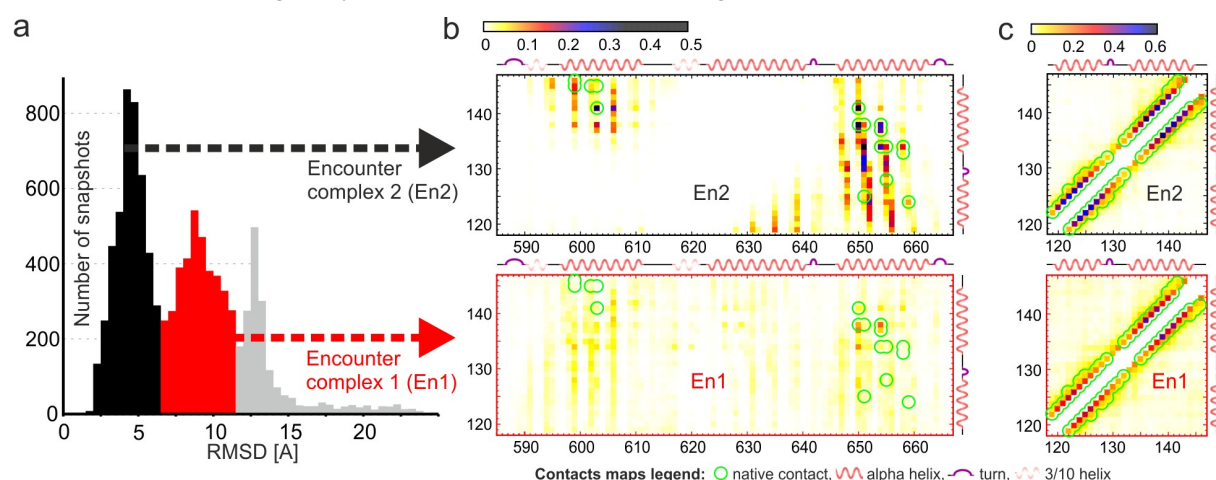 a
b
c
0 0.1 0.2 0.3 0.4 0.5
0 0.2 0.4 0.6
800
600
400
200
0
Number of snapshots
Encounter
complex 2 (En2)
Encounter
complex 1 (En1)
0 5 10 15 20
RMSD [A]
140
130
120
En2
590 600 610 620 630 640 650 660
140
130
120
En1
590 600 610 620 630 640 650 660
140
130
120
En2
120 140
140
130
120
En1
120 140
Contacts maps legend: native contact, alpha helix, turn, 3/10 helix